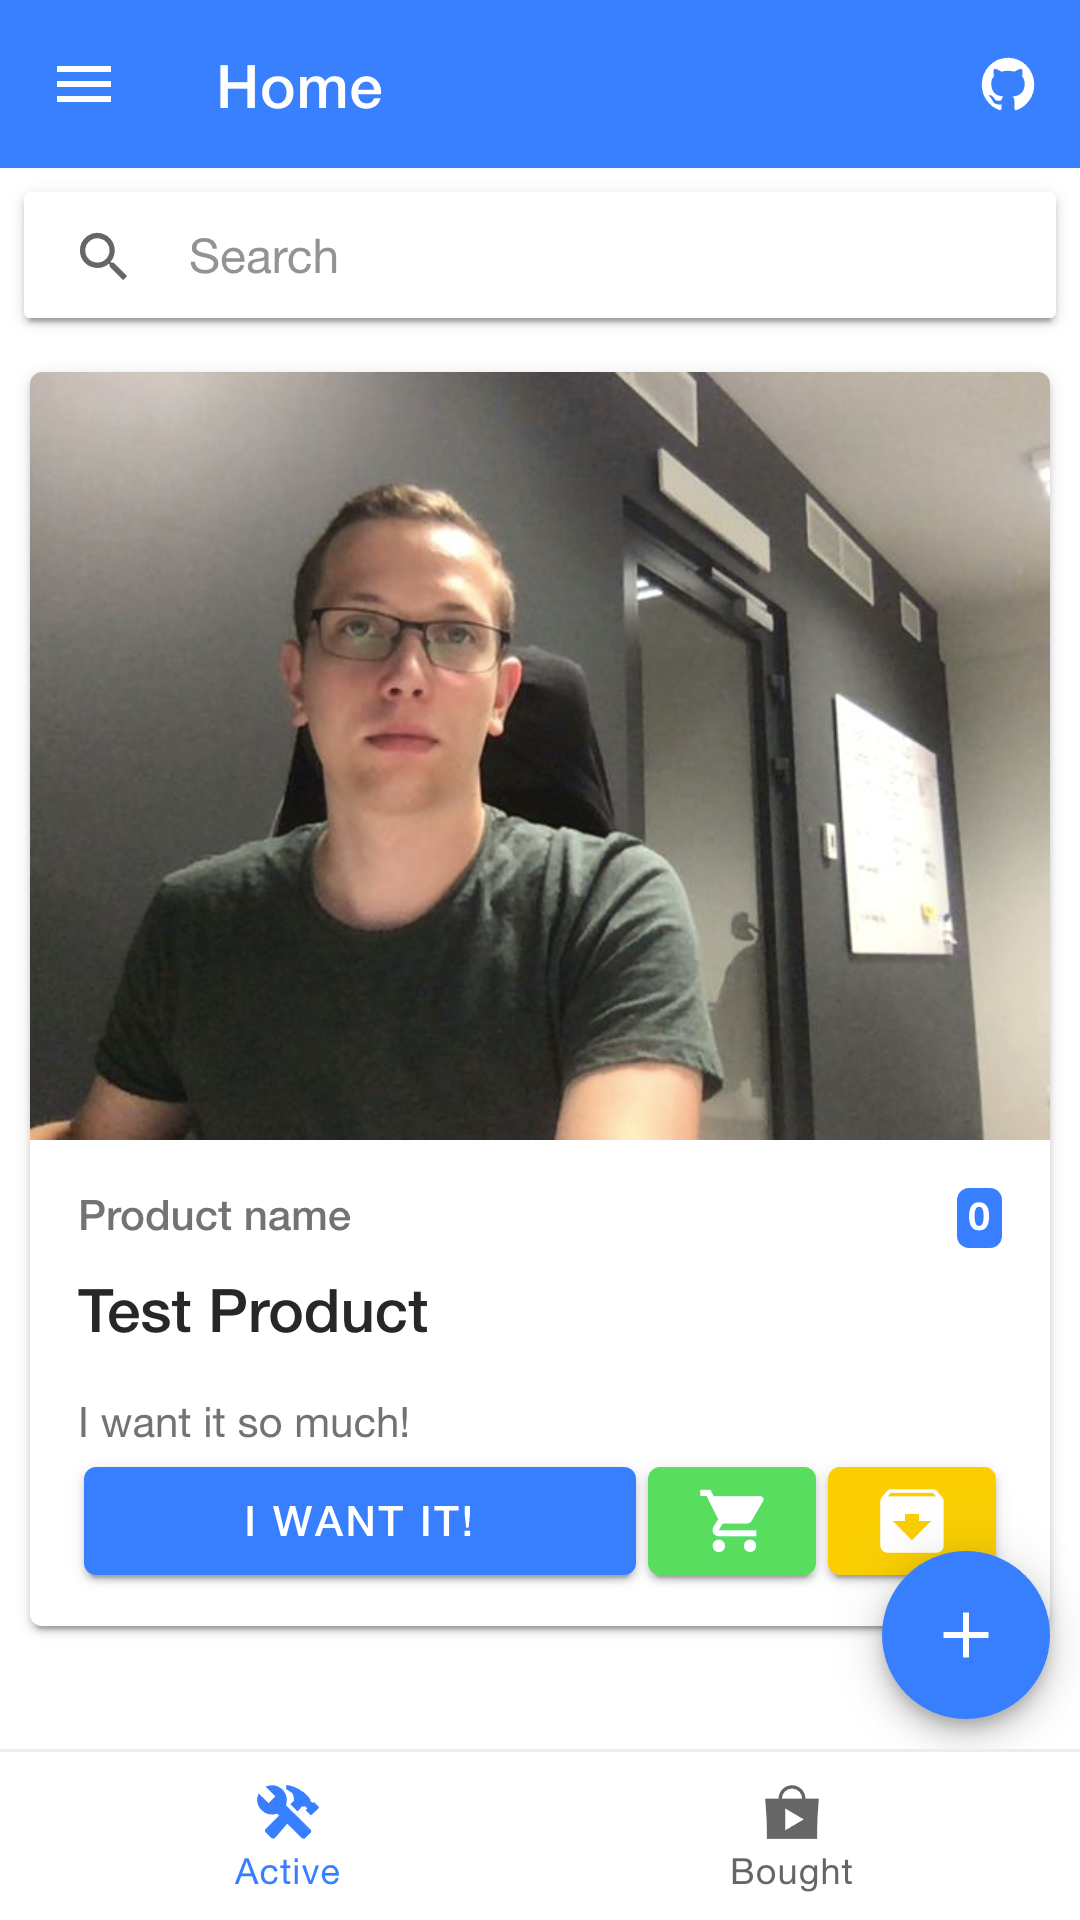 Home
Search
Product name
0
Test Product
I want it so much!
I WANT IT!
Active
Bought